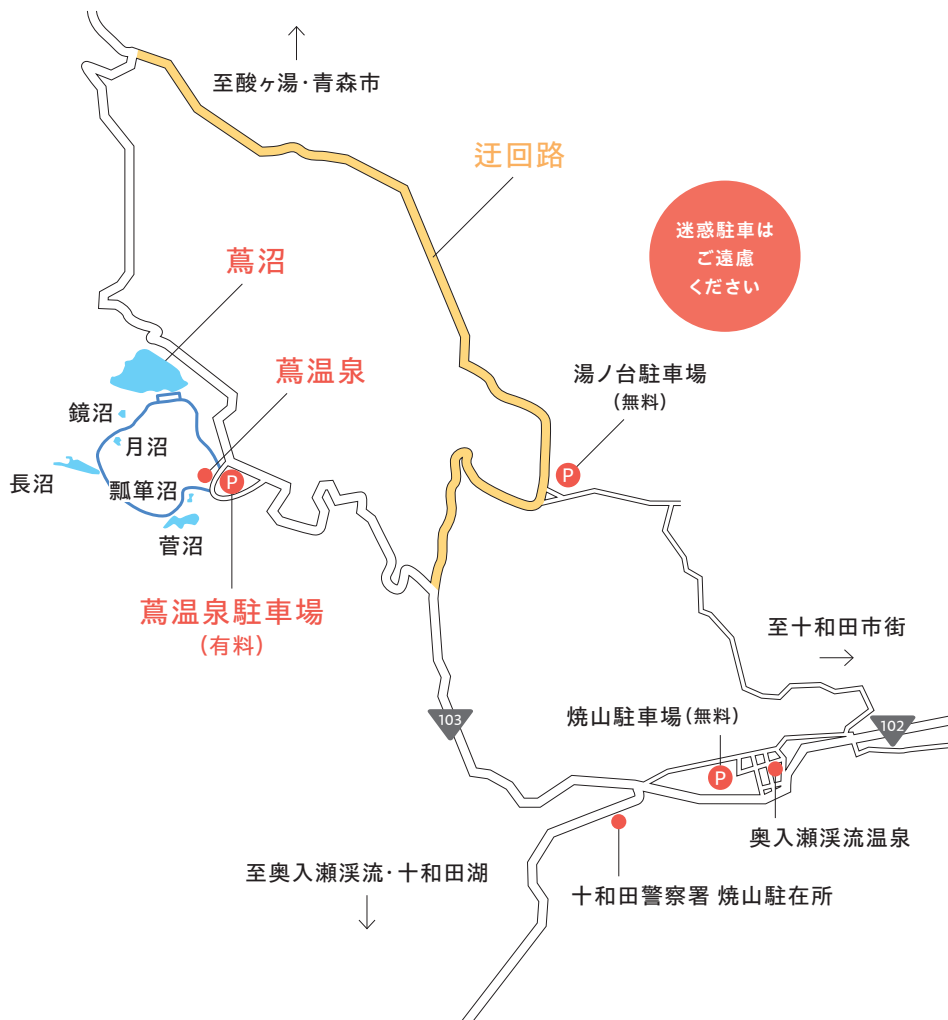 至酸ヶ湯・青森市
迂回路
迷惑駐車は
ご遠慮
ください
蔦沼
蔦温泉
湯ノ台駐車場
(無料)
鏡沼
月沼
長沼
瓢箪沼
P
P
菅沼
蔦温泉駐車場
(有料)
至十和田市街
103
焼山駐車場(無料)
102
P
奥入瀬渓流温泉
至奥入瀬渓流・十和田湖
十和田警察署 焼山駐在所